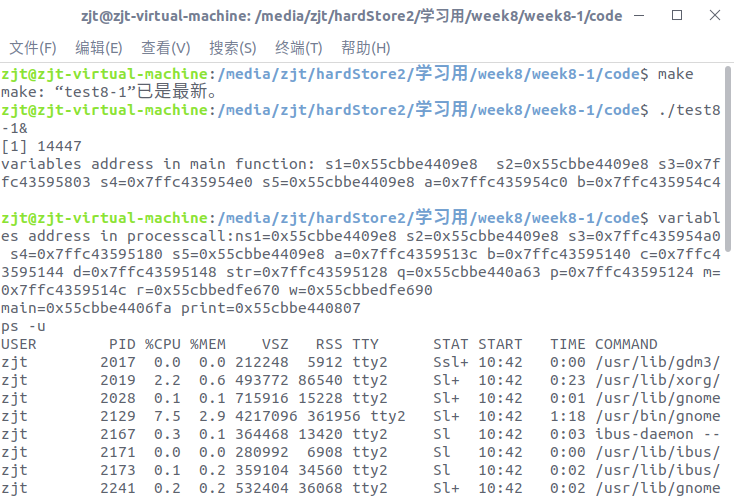 zjt@zjt-virtual-machine: /media/zjt/hardStore2/学习用/week8/week8-1/code
文件(F) 编辑(E) 查看(V) 搜索(S) 终端(T) 帮助(H)
zjt@zjt-virtual-machine:/media/zjt/hardStore2/学习用/week8/week8-1/code$ make
make: “test8-1”已是最新。
zjt@zjt-virtual-machine:/media/zjt/hardStore2/学习用/week8/week8-1/code$ ./test8
-1&
[1] 14447
variables address in main function: s1=0x55cbbe4409e8  s2=0x55cbbe4409e8 s3=0x7f
fc43595803 s4=0x7ffc435954e0 s5=0x55cbbe4409e8 a=0x7ffc435954c0 b=0x7ffc435954c4
zjt@zjt-virtual-machine:/media/zjt/hardStore2/学习用/week8/week8-1/code$ variabl
es address in processcall:ns1=0x55cbbe4409e8 s2=0x55cbbe4409e8 s3=0x7ffc435954a0
 s4=0x7ffc43595180 s5=0x55cbbe4409e8 a=0x7ffc4359513c b=0x7ffc43595140 c=0x7ffc4
3595144 d=0x7ffc43595148 str=0x7ffc43595128 q=0x55cbbe440a63 p=0x7ffc43595124 m=
0x7ffc4359514c r=0x55cbbedfe670 w=0x55cbbedfe690
main=0x55cbbe4406fa print=0x55cbbe440807
ps -u
USER        PID %CPU %MEM    VSZ   RSS TTY      STAT START   TIME COMMAND
zjt        2017  0.0  0.0 212248  5912 tty2     Ssl+ 10:42   0:00 /usr/lib/gdm3/
zjt        2019  2.2  0.6 493772 86540 tty2     Sl+  10:42   0:23 /usr/lib/xorg/
zjt        2028  0.1  0.1 715916 15228 tty2     Sl+  10:42   0:01 /usr/lib/gnome
zjt        2129  7.5  2.9 4217096 361956 tty2   Sl+  10:42   1:18 /usr/bin/gnome
zjt        2167  0.3  0.1 364468 13420 tty2     Sl   10:42   0:03 ibus-daemon --
zjt        2171  0.0  0.0 280992  6908 tty2     Sl   10:42   0:00 /usr/lib/ibus/
zjt        2173  0.1  0.2 359104 34560 tty2     Sl   10:42   0:02 /usr/lib/ibus/
zjt        2241  0.2  0.2 532404 36068 tty2     Sl+  10:42   0:02 /usr/lib/gnome